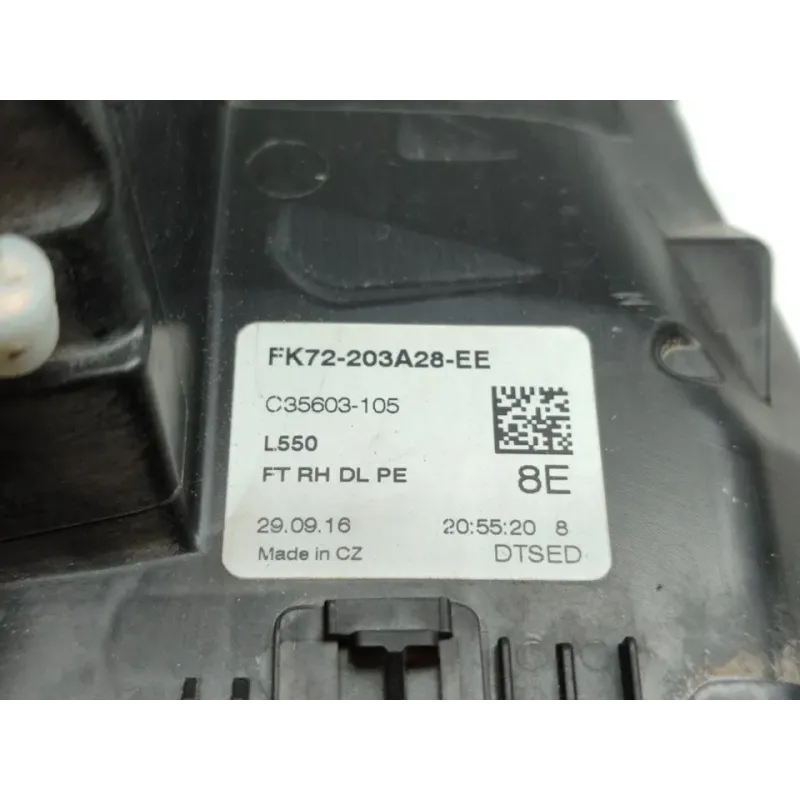 FK72-203A28-EE
C35603-105
L550
FT RH DL PE
8E
29.09.16 20:55:20 8
Made in CZ DTSED